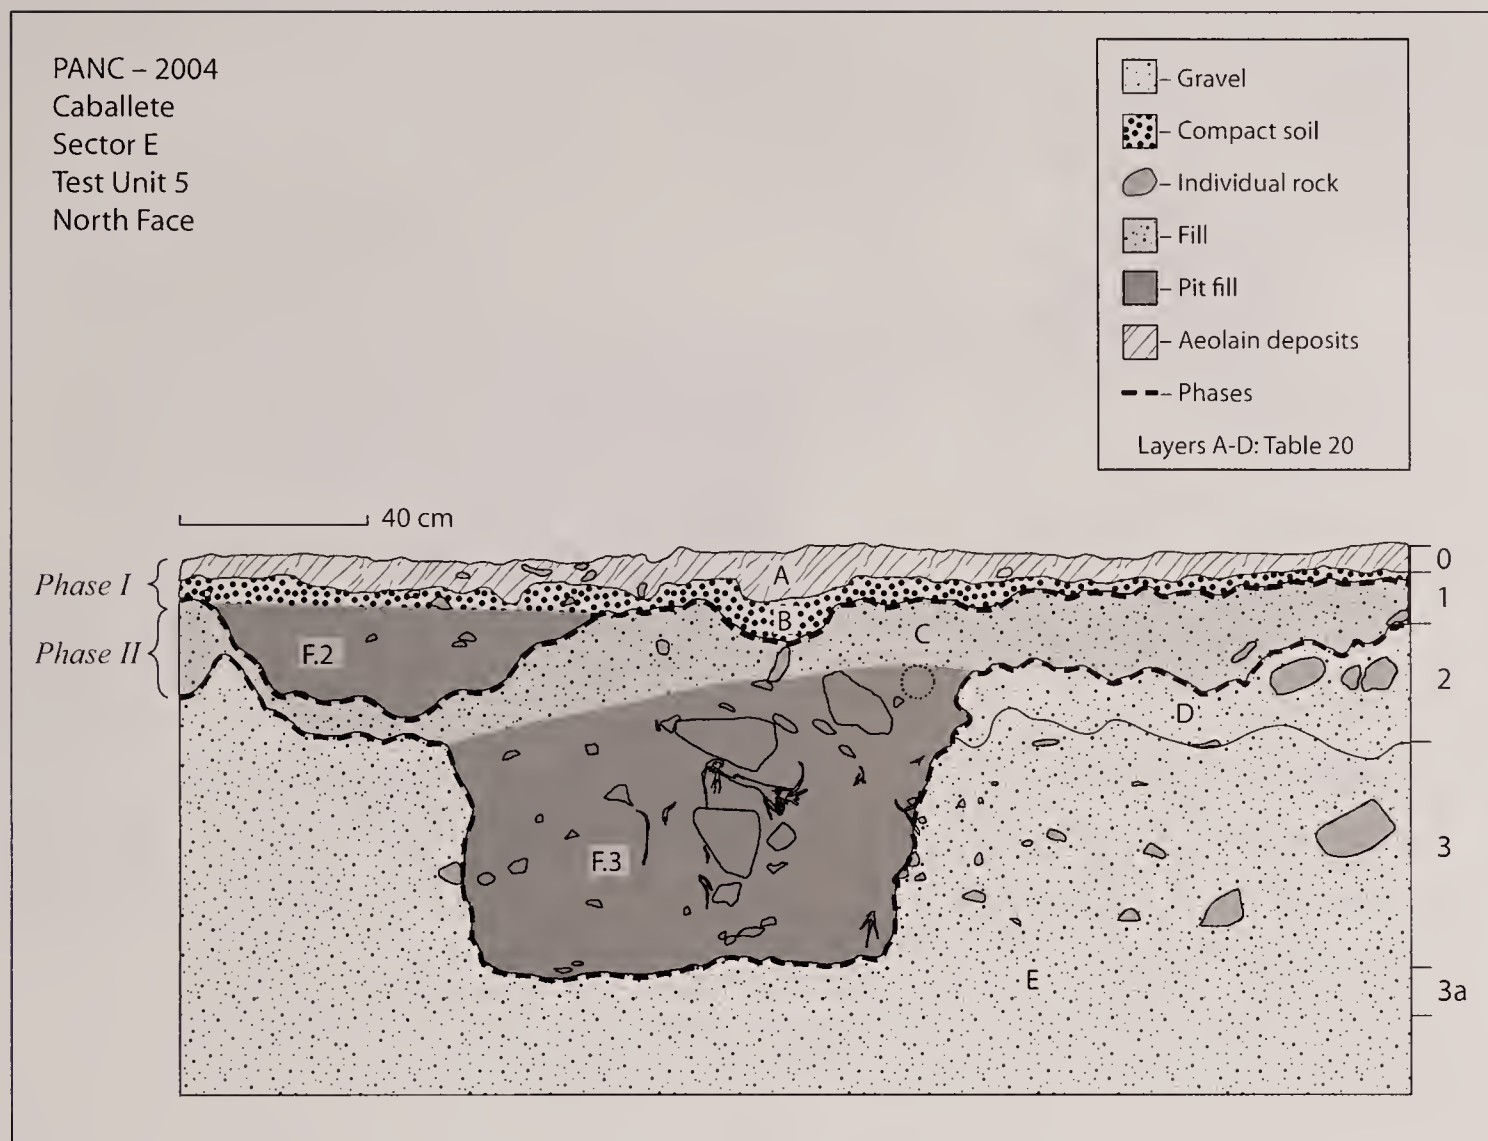 PANC – 2004
Caballete
Sector E
Test Unit 5
North Face
– Gravel
– Compact soil
– Individual rock
– Fill
– Pit fill
– Aeolain deposits
– Phases
Layers A-D: Table 20
40 cm
Phase I
Phase II
A
B
C
D
E
F.2
F.3
0
1
2
3
3a